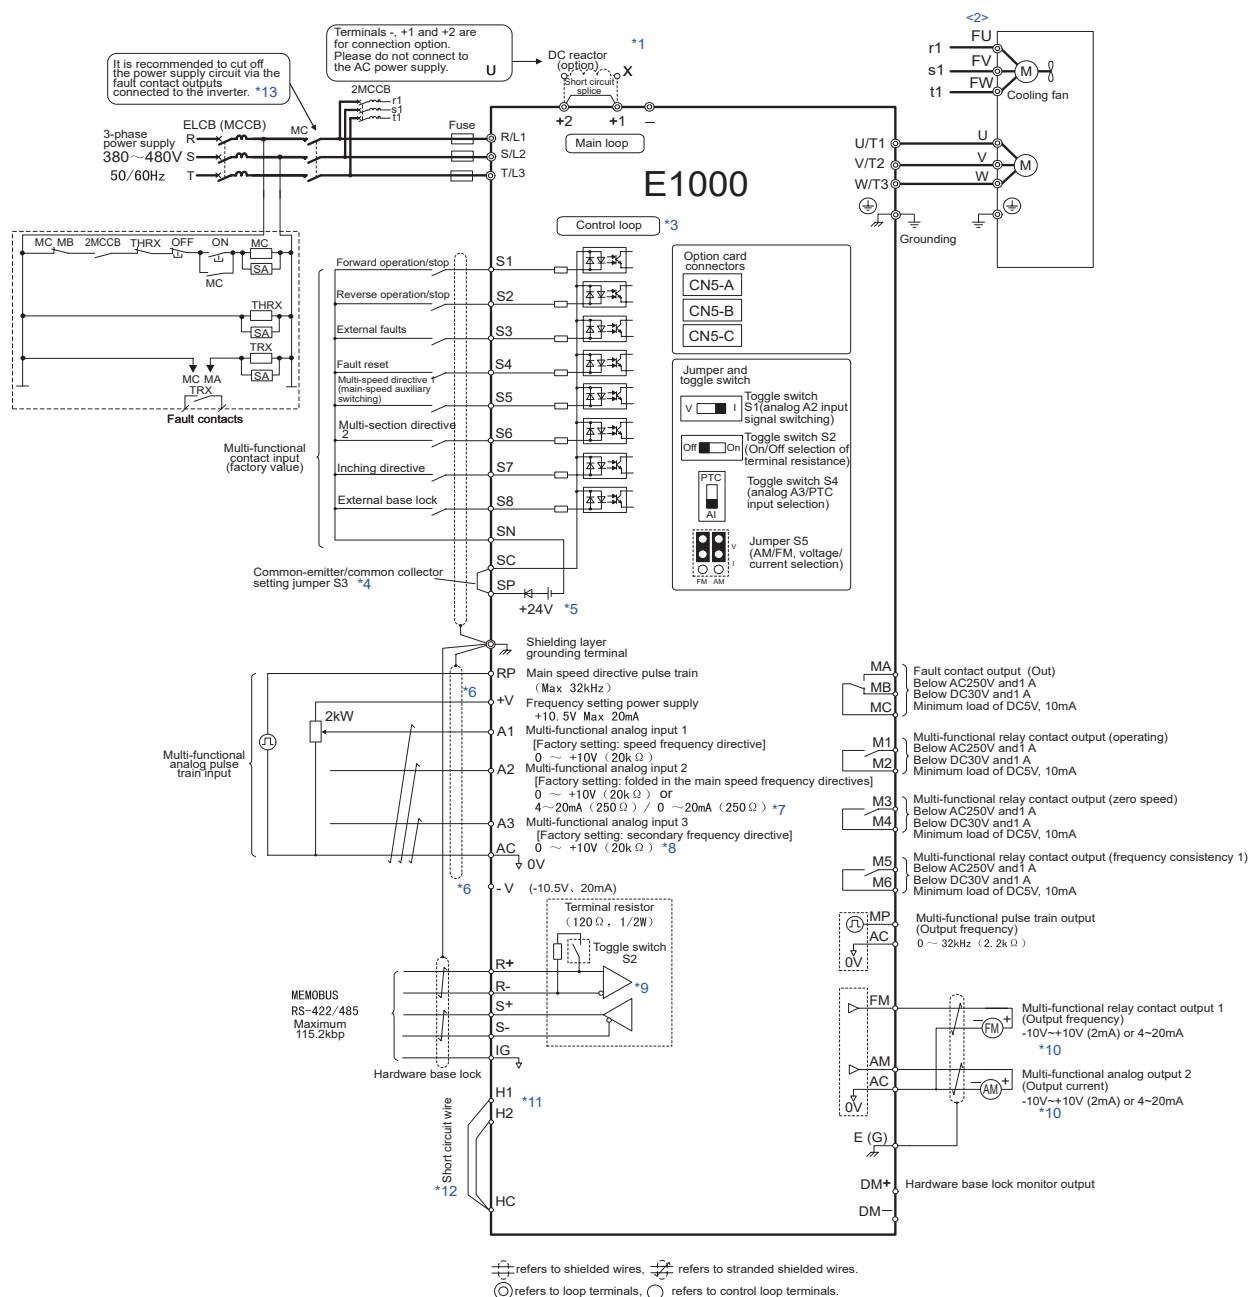 <2>
Terminals -, +1 and +2 are
for connection option.
Please do not connect to
the AC power supply.
U
DC reactor
(option)
*1
X
Short circuit
splice
+2
+1
−
Main loop
It is recommended to cut off
the power supply circuit via the
fault contact outputs
connected to the inverter. *13
2MCCB
r1
s1
t1
ELCB (MCCB)
MC
Fuse
3-phase
power supply
380～480V
50/60Hz
R
S
T
R/L1
S/L2
T/L3
E1000
FU
FV
FW
r1
s1
t1
M
Cooling fan
U/T1
V/T2
W/T3
U
V
W
M
Grounding
Control loop *3
MC MB 2MCCB THRX OFF ON MC
SA
MC
THRX
SA
TRX
SA
MC MA
TRX
Fault contacts
Multi-functional
contact input
(factory value)
Forward operation/stop
S1
Reverse operation/stop
S2
External faults
S3
Fault reset
S4
Multi-speed directive 1
(main-speed auxiliary
switching)
S5
Multi-section directive
2
S6
Inching directive
S7
External base lock
S8
SN
SC
Common-emitter/common collector
setting jumper S3 *4
SP
+24V *5
Option card
connectors
CN5-A
CN5-B
CN5-C
Jumper and
toggle switch
V I
Toggle switch
S1(analog A2 input
signal switching)
Off On
Toggle switch S2
(On/Off selection of
terminal resistance)
PTC
AI
Toggle switch S4
(analog A3/PTC
input selection)
V
I
FM AM
Jumper S5
(AM/FM, voltage/
current selection)
Shielding layer
grounding terminal
Multi-functional
analog pulse
train input
2kW
*6
RP
Main speed directive pulse train
(Max 32kHz)
+V
Frequency setting power supply
+10.5V Max 20mA
A1
Multi-functional analog input 1
[Factory setting: speed frequency directive]
0 ～ +10V (20kΩ)
A2
Multi-functional analog input 2
[Factory setting: folded in the main speed frequency directives]
0 ～ +10V (20kΩ) or
4～20mA (250Ω) / 0 ～20mA (250Ω) *7
A3
Multi-functional analog input 3
[Factory setting: secondary frequency directive]
0 ～ +10V (20kΩ) *8
AC
0V
*6
- V
(-10.5V、20mA)
Terminal resistor
(120Ω, 1/2W)
Toggle switch
S2
*9
MEMOBUS
RS-422/485
Maximum
115.2kbp
R+
R-
S+
S-
IG
Hardware base lock
H1
*11
H2
Short circuit wire
*12
HC
MA
MB
MC
Fault contact output (Out)
Below AC250V and1 A
Below DC30V and1 A
Minimum load of DC5V, 10mA
M1
M2
Multi-functional relay contact output (operating)
Below AC250V and1 A
Below DC30V and1 A
Minimum load of DC5V, 10mA
M3
M4
Multi-functional relay contact output (zero speed)
Below AC250V and1 A
Below DC30V and1 A
Minimum load of DC5V, 10mA
M5
M6
Multi-functional relay contact output (frequency consistency 1)
Below AC250V and1 A
Below DC30V and1 A
Minimum load of DC5V, 10mA
MP
AC
0V
Multi-functional pulse train output
(Output frequency)
0 ～ 32kHz (2.2kΩ)
FM
− FM +
Multi-functional relay contact output 1
(Output frequency)
-10V~+10V (2mA) or 4~20mA
*10
AM
AC
0V
− AM +
Multi-functional analog output 2
(Output current)
-10V~+10V (2mA) or 4~20mA
*10
E (G)
DM+
Hardware base lock monitor output
DM−
refers to shielded wires, refers to stranded shielded wires.
refers to loop terminals, refers to control loop terminals.